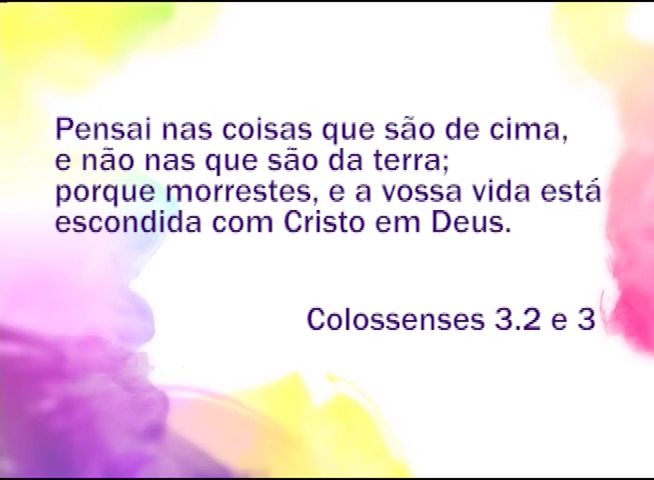 Pensai nas coisas que são de cima,
e não nas que são da terra;
porque morrestes, e a vossa vida está
escondida com Cristo em Deus.
Colossenses 3.2 e 3